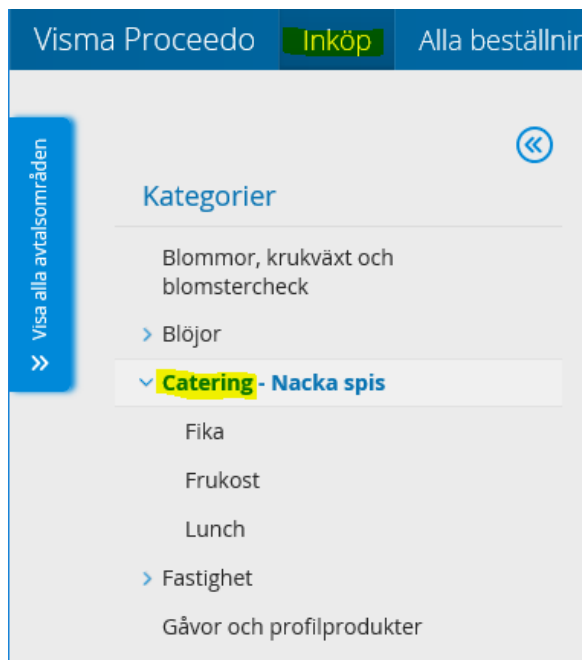 Visma Proceedo Inköp Alla beställnin
Visa alla avtalsområden
Kategorier
Blommor, krukväxt och
blomstercheck
Blöjor
Catering - Nacka spis
Fika
Frukost
Lunch
Fastighet
Gåvor och profilprodukter